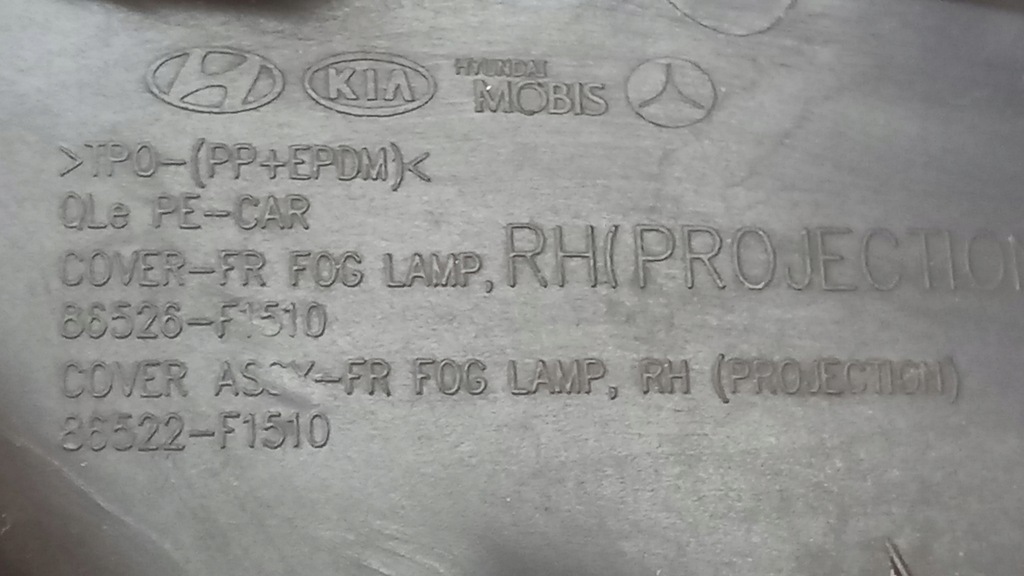 KIA HYUNDAI MOBIS
>TPO-(PP+EPDM)<
QLe PE-CAR
COVER-FR FOG LAMP, RH(PROJECTION
86526-F1510
COVER ASSY-FR FOG LAMP, RH (PROJECTION)
86522-F1510